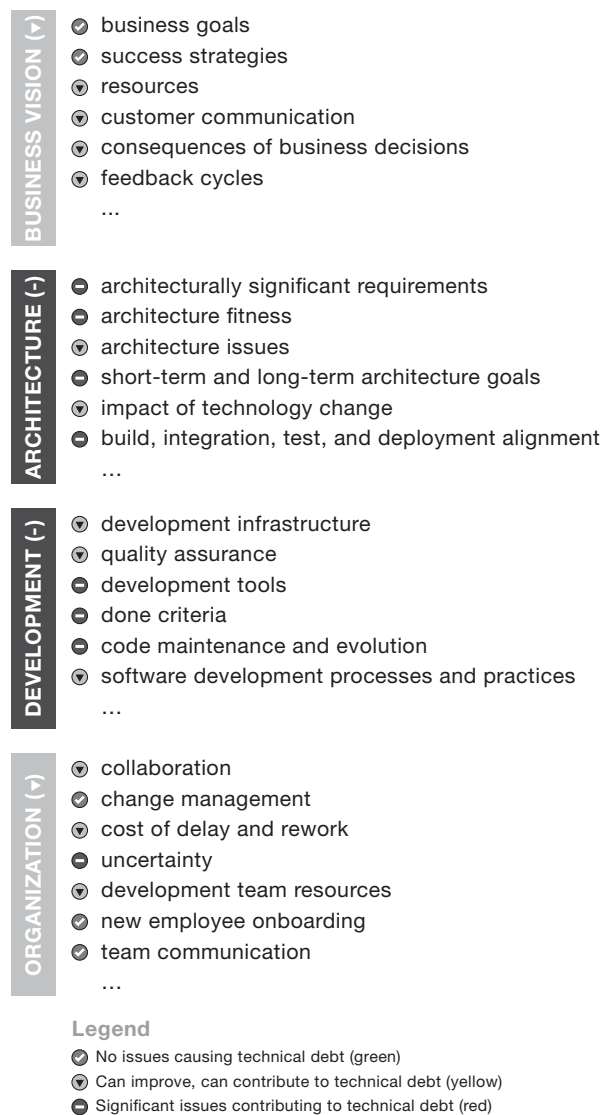 BUSINESS VISION (▼)
business goals
success strategies
resources
customer communication
consequences of business decisions
feedback cycles
...
ARCHITECTURE (-)
architecturally significant requirements
architecture fitness
architecture issues
short-term and long-term architecture goals
impact of technology change
build, integration, test, and deployment alignment
...
DEVELOPMENT (-)
development infrastructure
quality assurance
development tools
done criteria
code maintenance and evolution
software development processes and practices
...
ORGANIZATION (▼)
collaboration
change management
cost of delay and rework
uncertainty
development team resources
new employee onboarding
team communication
...
Legend
No issues causing technical debt (green)
Can improve, can contribute to technical debt (yellow)
Significant issues contributing to technical debt (red)